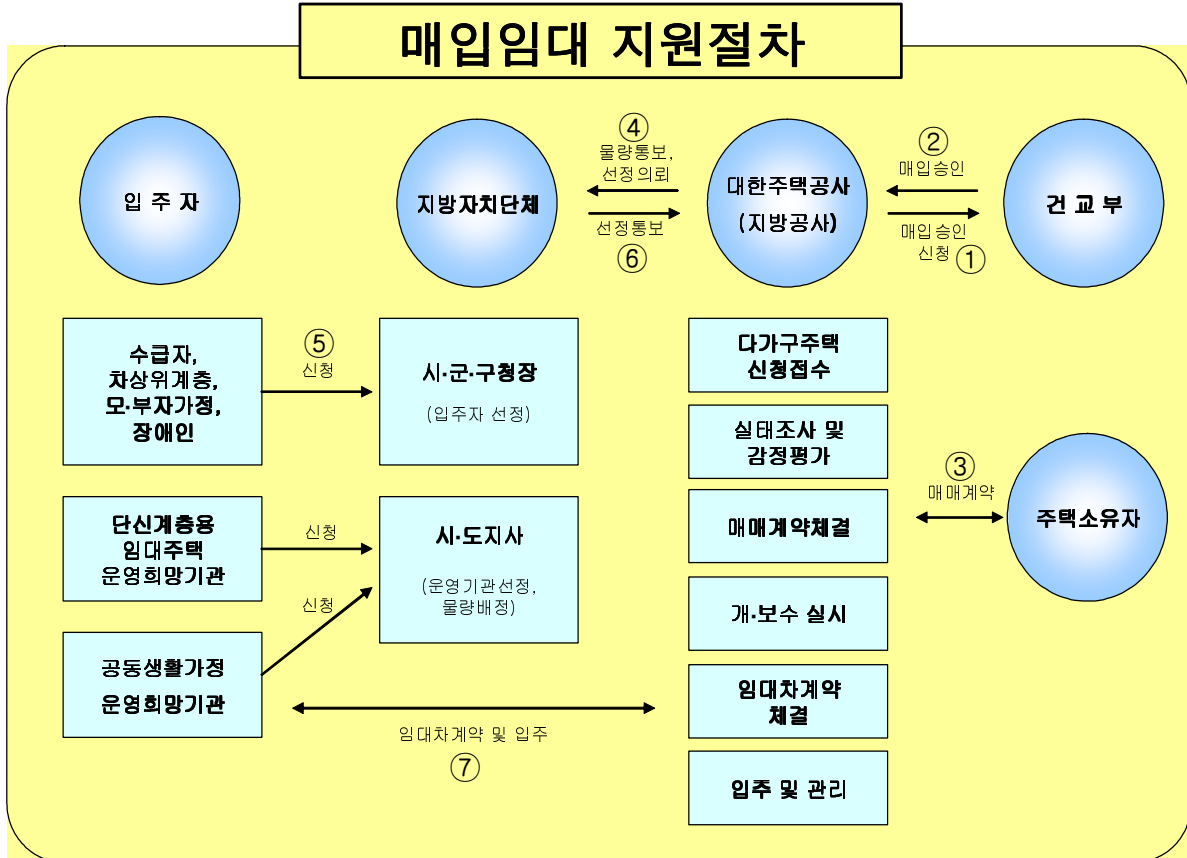 매입임대 지원절차
입 주 자
지방자치단체
④
물량통보,
선정의뢰
선정통보
⑥
대한주택공사
(지방공사)
②
매입승인
매입승인
신청 ①
건 교 부
수급자,
차상위계층,
모·부자가정,
장애인
⑤
신청
시·군·구청장
(입주자 선정)
단신계층용
임대주택
운영희망기관
신청
시·도지사
(운영기관선정,
물량배정)
공동생활가정
운영희망기관
신청
임대차계약 및 입주
⑦
다가구주택
신청접수
실태조사 및
감정평가
매매계약체결
개·보수 실시
임대차계약
체결
입주 및 관리
③
매매계약
주택소유자